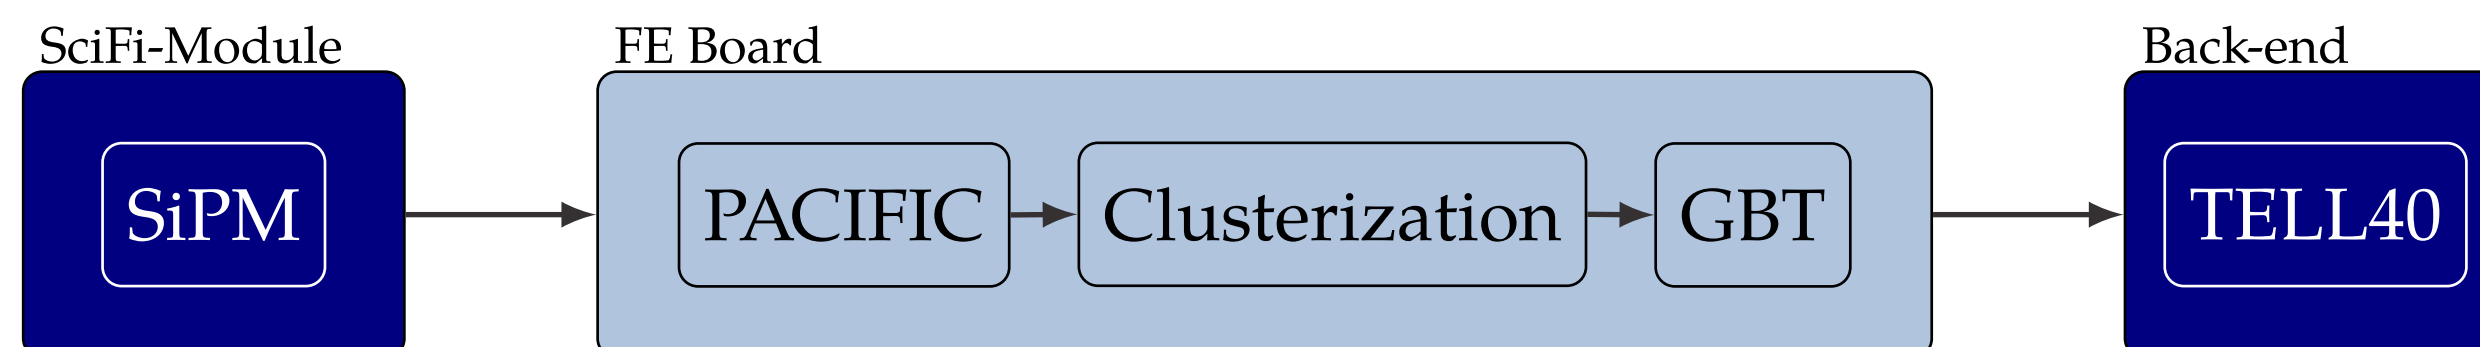 SciFi-Module FE Board Back-end
SiPM PACIFIC Clusterization GBT TELL40